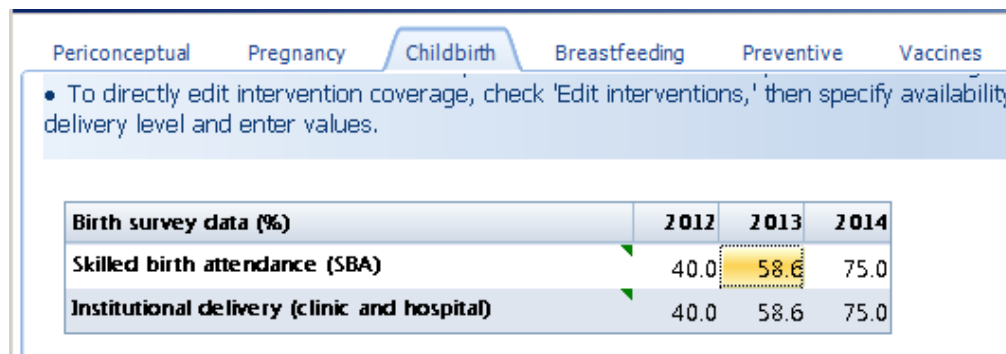 Periconceptual Pregnancy Childbirth Breastfeeding Preventive Vaccines
• To directly edit intervention coverage, check 'Edit interventions,' then specify availability
delivery level and enter values.
Birth survey data (%) 2012 2013 2014
Skilled birth attendance (SBA) 40.0 58.6 75.0
Institutional delivery (clinic and hospital) 40.0 58.6 75.0